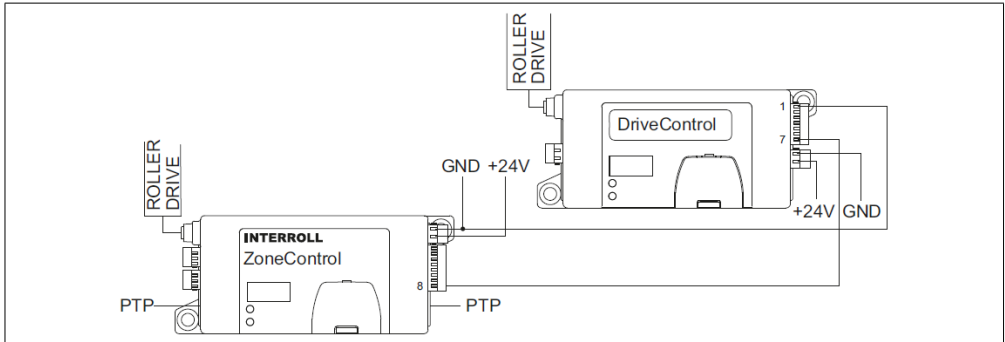 ROLLER
DRIVE
1
DriveControl
7
+24V GND
ROLLER
DRIVE
GND +24V
INTERROLL
ZoneControl
8
PTP
PTP